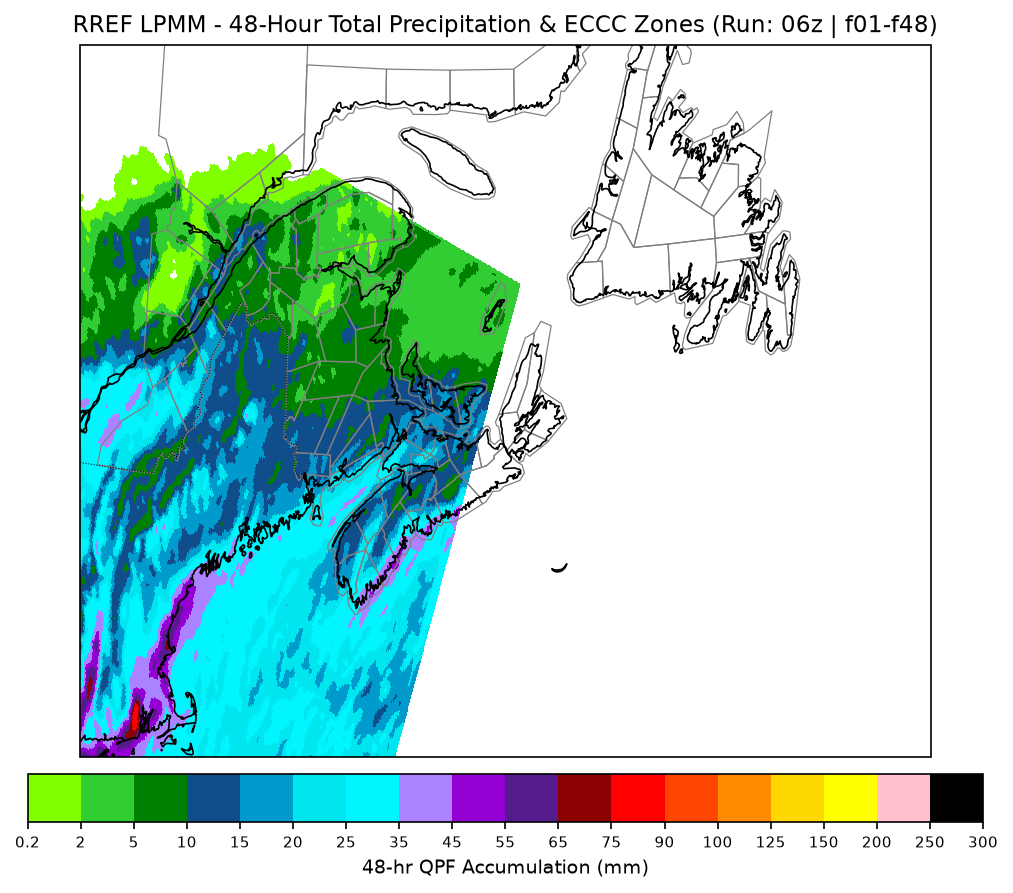 RREF LPMM - 48-Hour Total Precipitation & ECCC Zones (Run: 06z | f01-f48)
0.2 2 5 10 15 20 25 35 45 55 65 75 90 100 125 150 200 250 300
48-hr QPF Accumulation (mm)